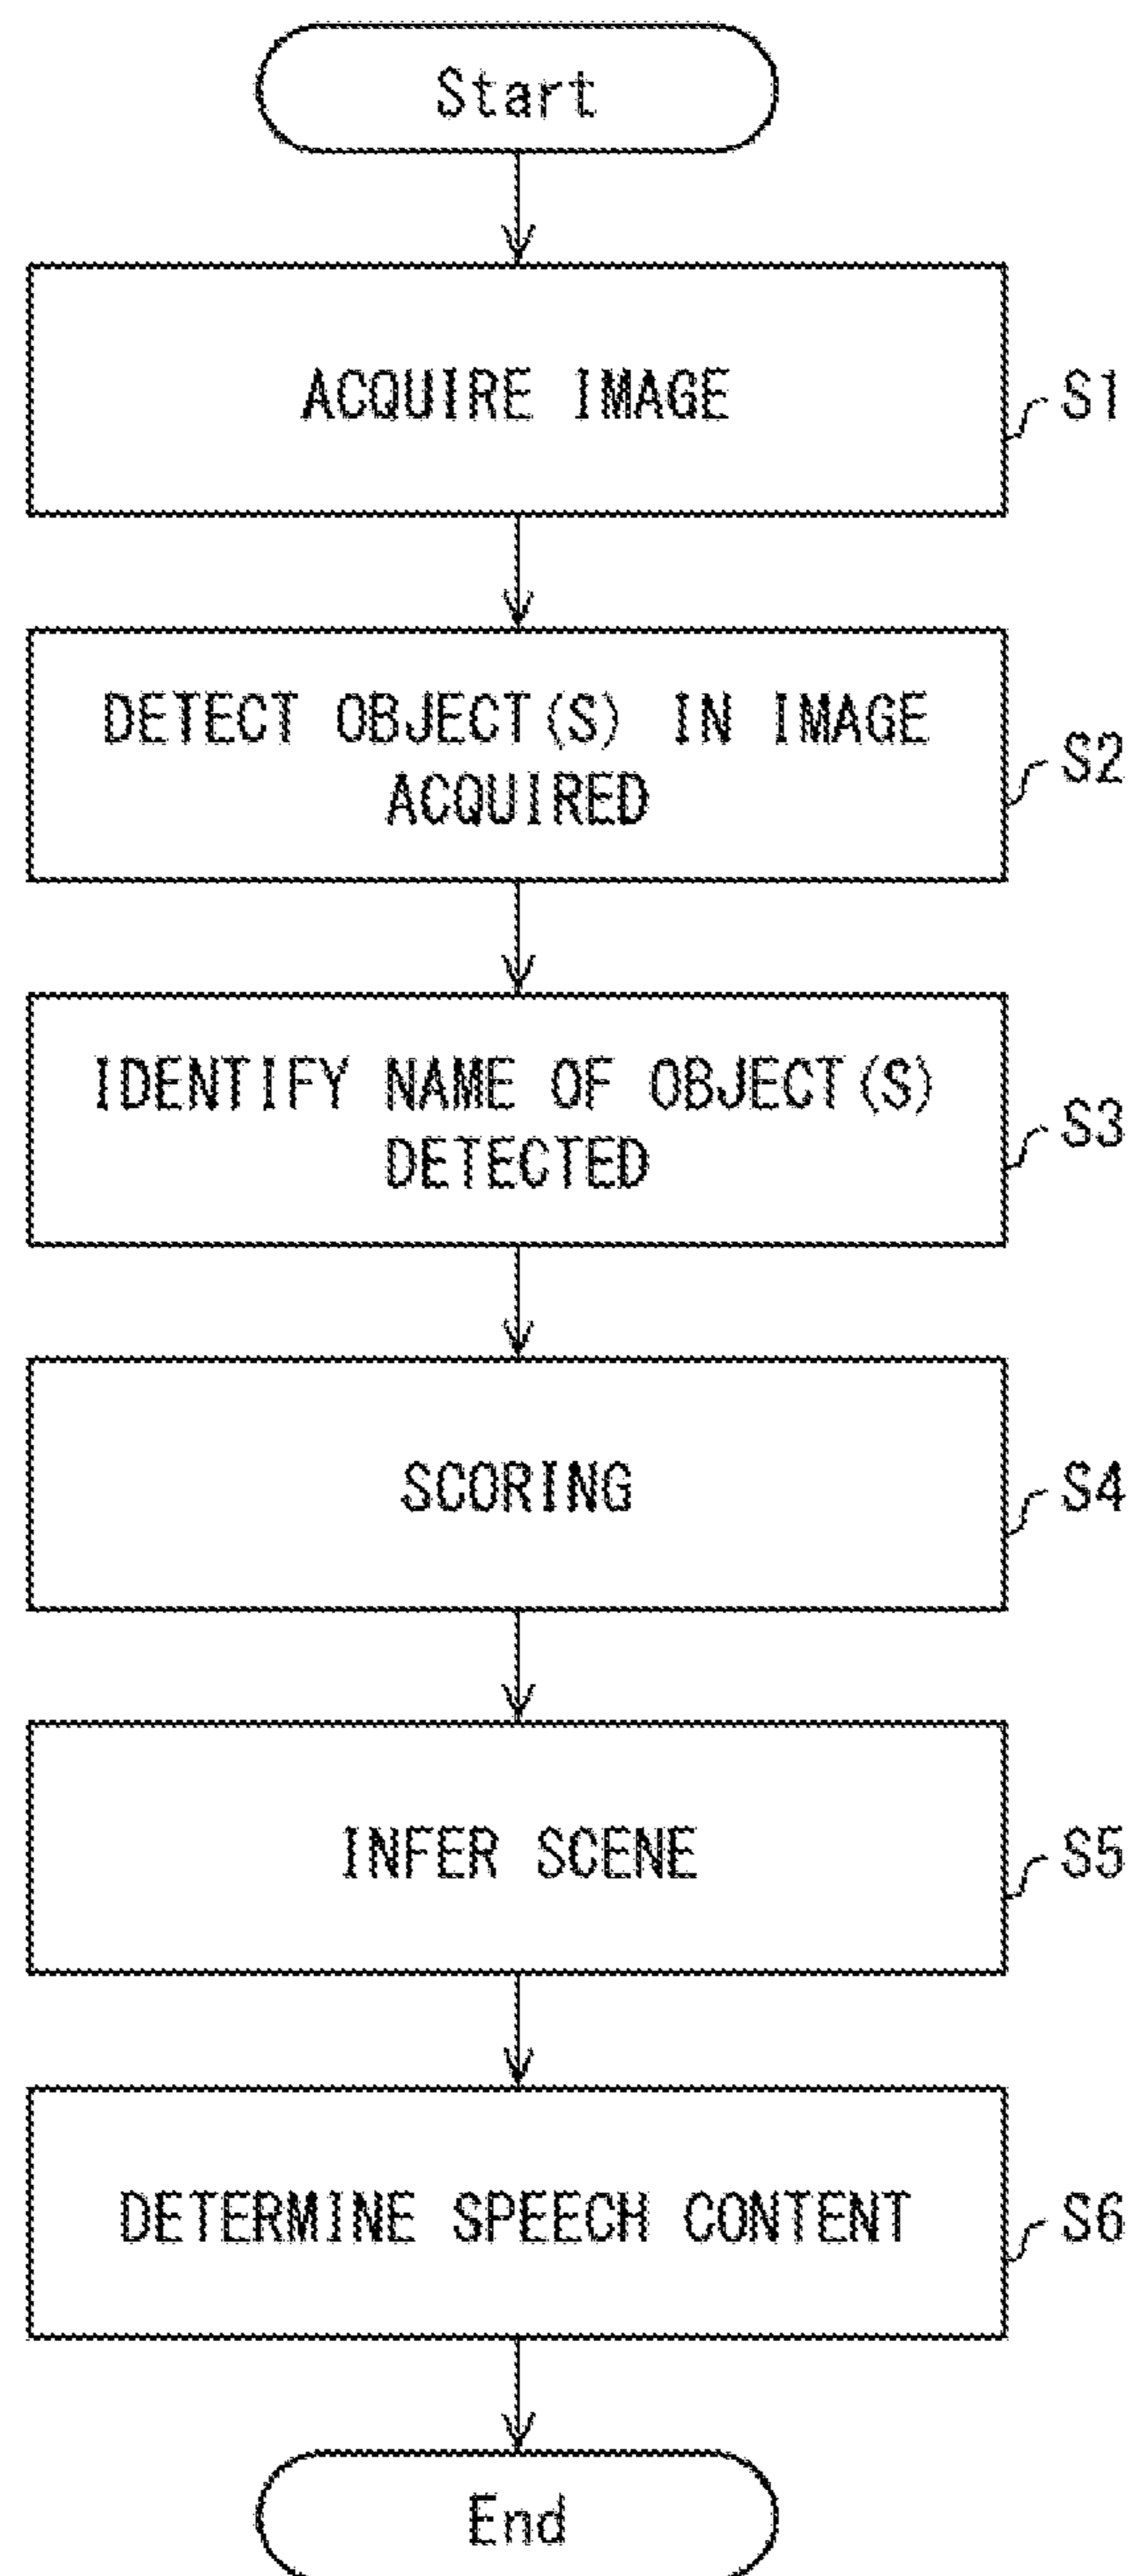 Start
ACQUIRE IMAGE
S1
DETECT OBJECT(S) IN IMAGE
ACQUIRED
S2
IDENTIFY NAME OF OBJECT(S)
DETECTED
S3
SCORING
S4
INFER SCENE
S5
DETERMINE SPEECH CONTENT
S6
End